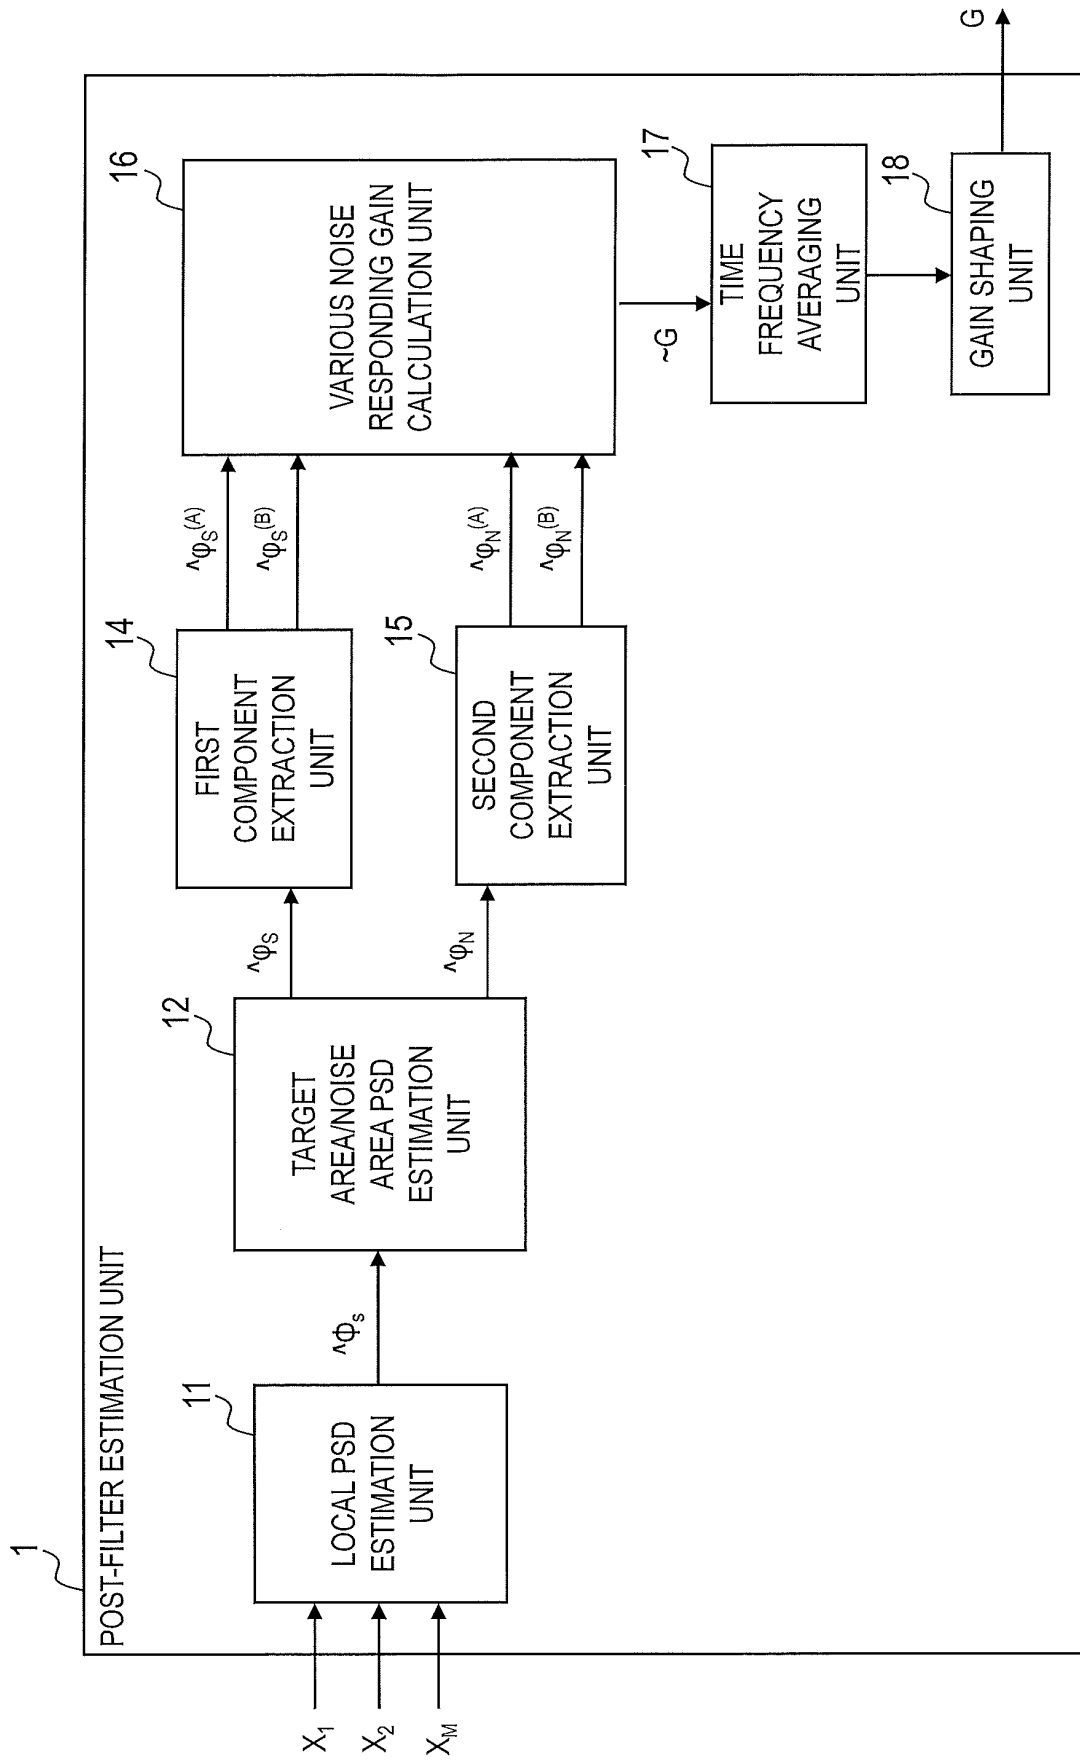 1
POST-FILTER ESTIMATION UNIT
X1
X2
XM
11
LOCAL PSD
ESTIMATION
UNIT
^Φs
12
TARGET
AREA/NOISE
AREA PSD
ESTIMATION
UNIT
^φS
^φN
14
FIRST
COMPONENT
EXTRACTION
UNIT
15
SECOND
COMPONENT
EXTRACTION
UNIT
^φS(A)
^φS(B)
^φN(A)
^φN(B)
16
VARIOUS NOISE
RESPONDING GAIN
CALCULATION UNIT
~G
17
TIME
FREQUENCY
AVERAGING
UNIT
18
GAIN SHAPING
UNIT
G